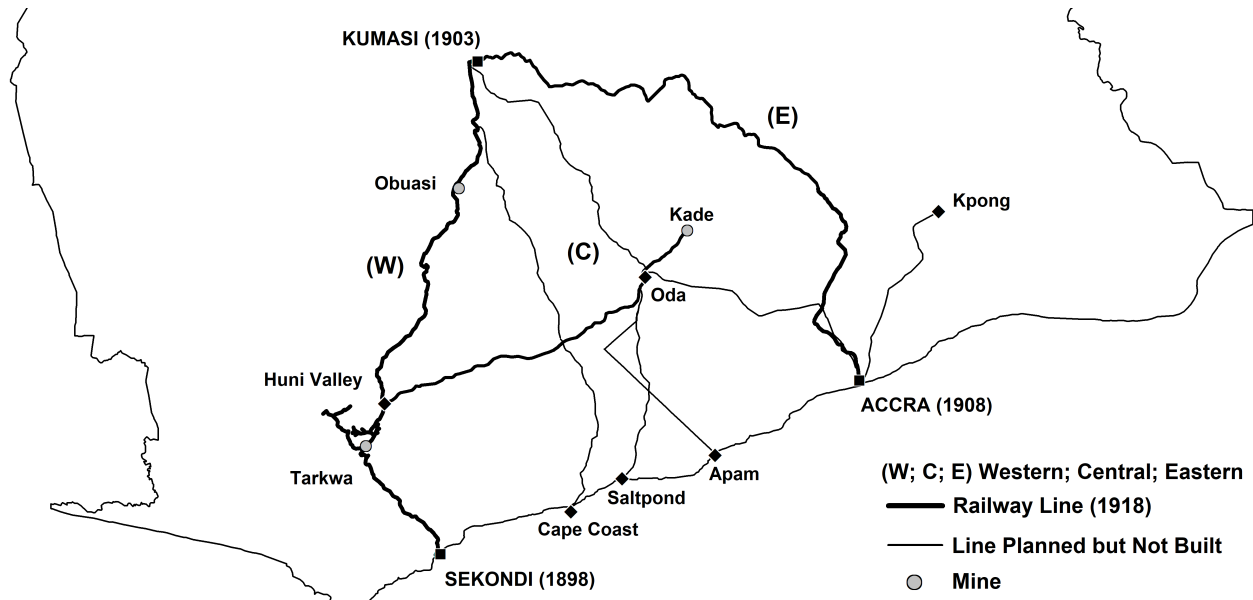 KUMASI (1903)
(E)
Obuasi
Kpong
Kade
(W)
(C)
Oda
Huni Valley
ACCRA (1908)
Tarkwa
Apam
(W; C; E) Western; Central; Eastern
Saltpond
Railway Line (1918)
Cape Coast
Line Planned but Not Built
SEKONDI (1898)
Mine